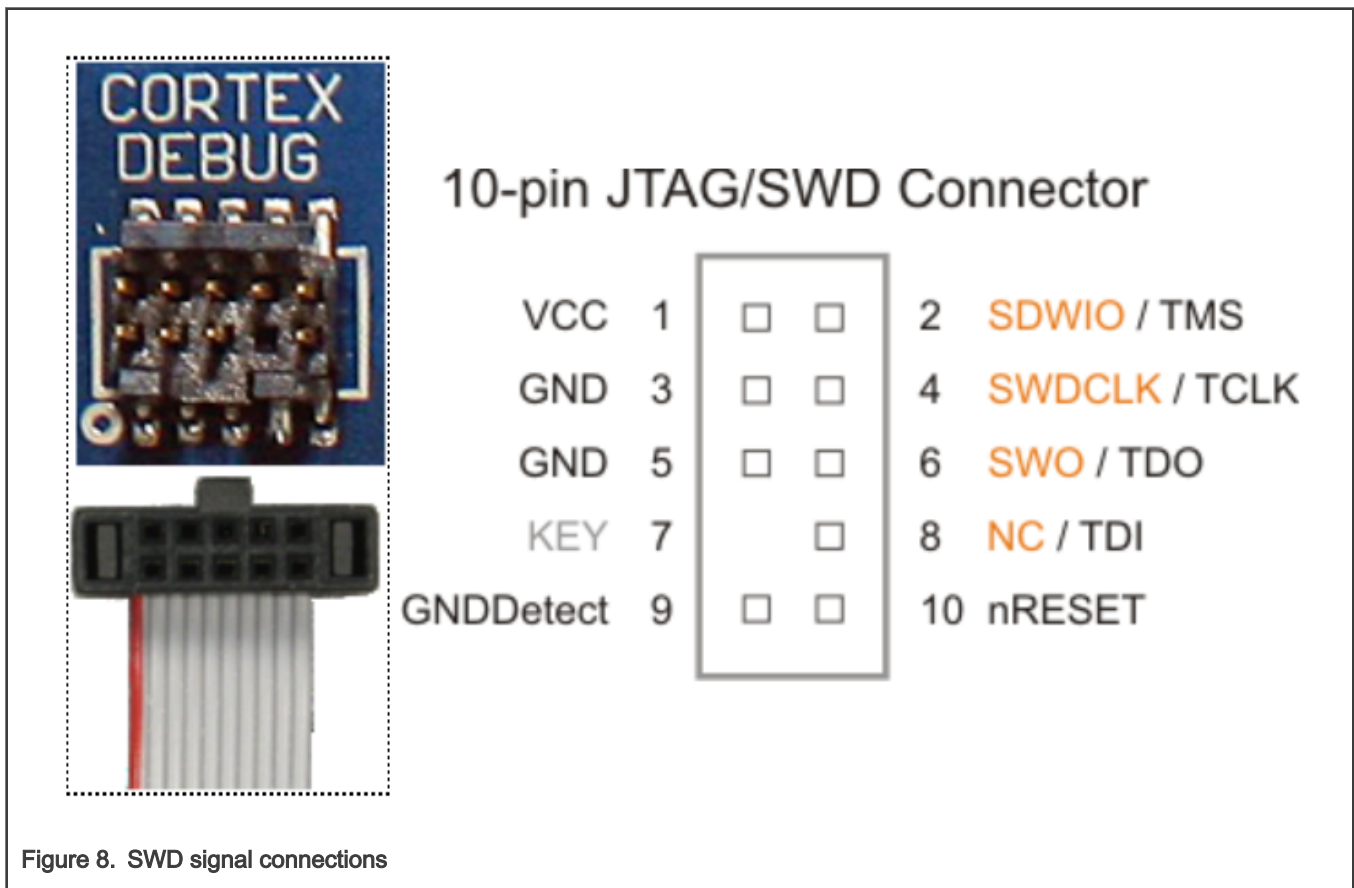 CORTEX
DEBUG
10-pin JTAG/SWD Connector
VCC 1 2 SDWIO / TMS
GND 3 4 SWDCLK / TCLK
GND 5 6 SWO / TDO
KEY 7 8 NC / TDI
GNDDetect 9 10 nRESET
Figure 8. SWD signal connections